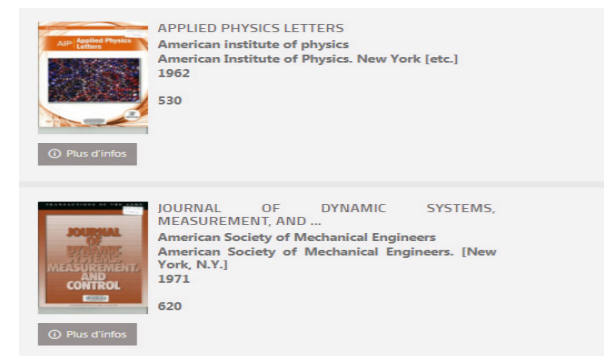 AIP Applied Physics
Letters
APPLIED PHYSICS LETTERS
American institute of physics
American Institute of Physics. New York [etc.]
1962
530
Plus d'infos
JOURNAL
OF
DYNAMIC
SYSTEMS,
MEASUREMENT,
AND
CONTROL
JOURNAL OF DYNAMIC SYSTEMS,
MEASUREMENT, AND ...
American Society of Mechanical Engineers
American Society of Mechanical Engineers. [New
York, N.Y.]
1971
620
Plus d'infos